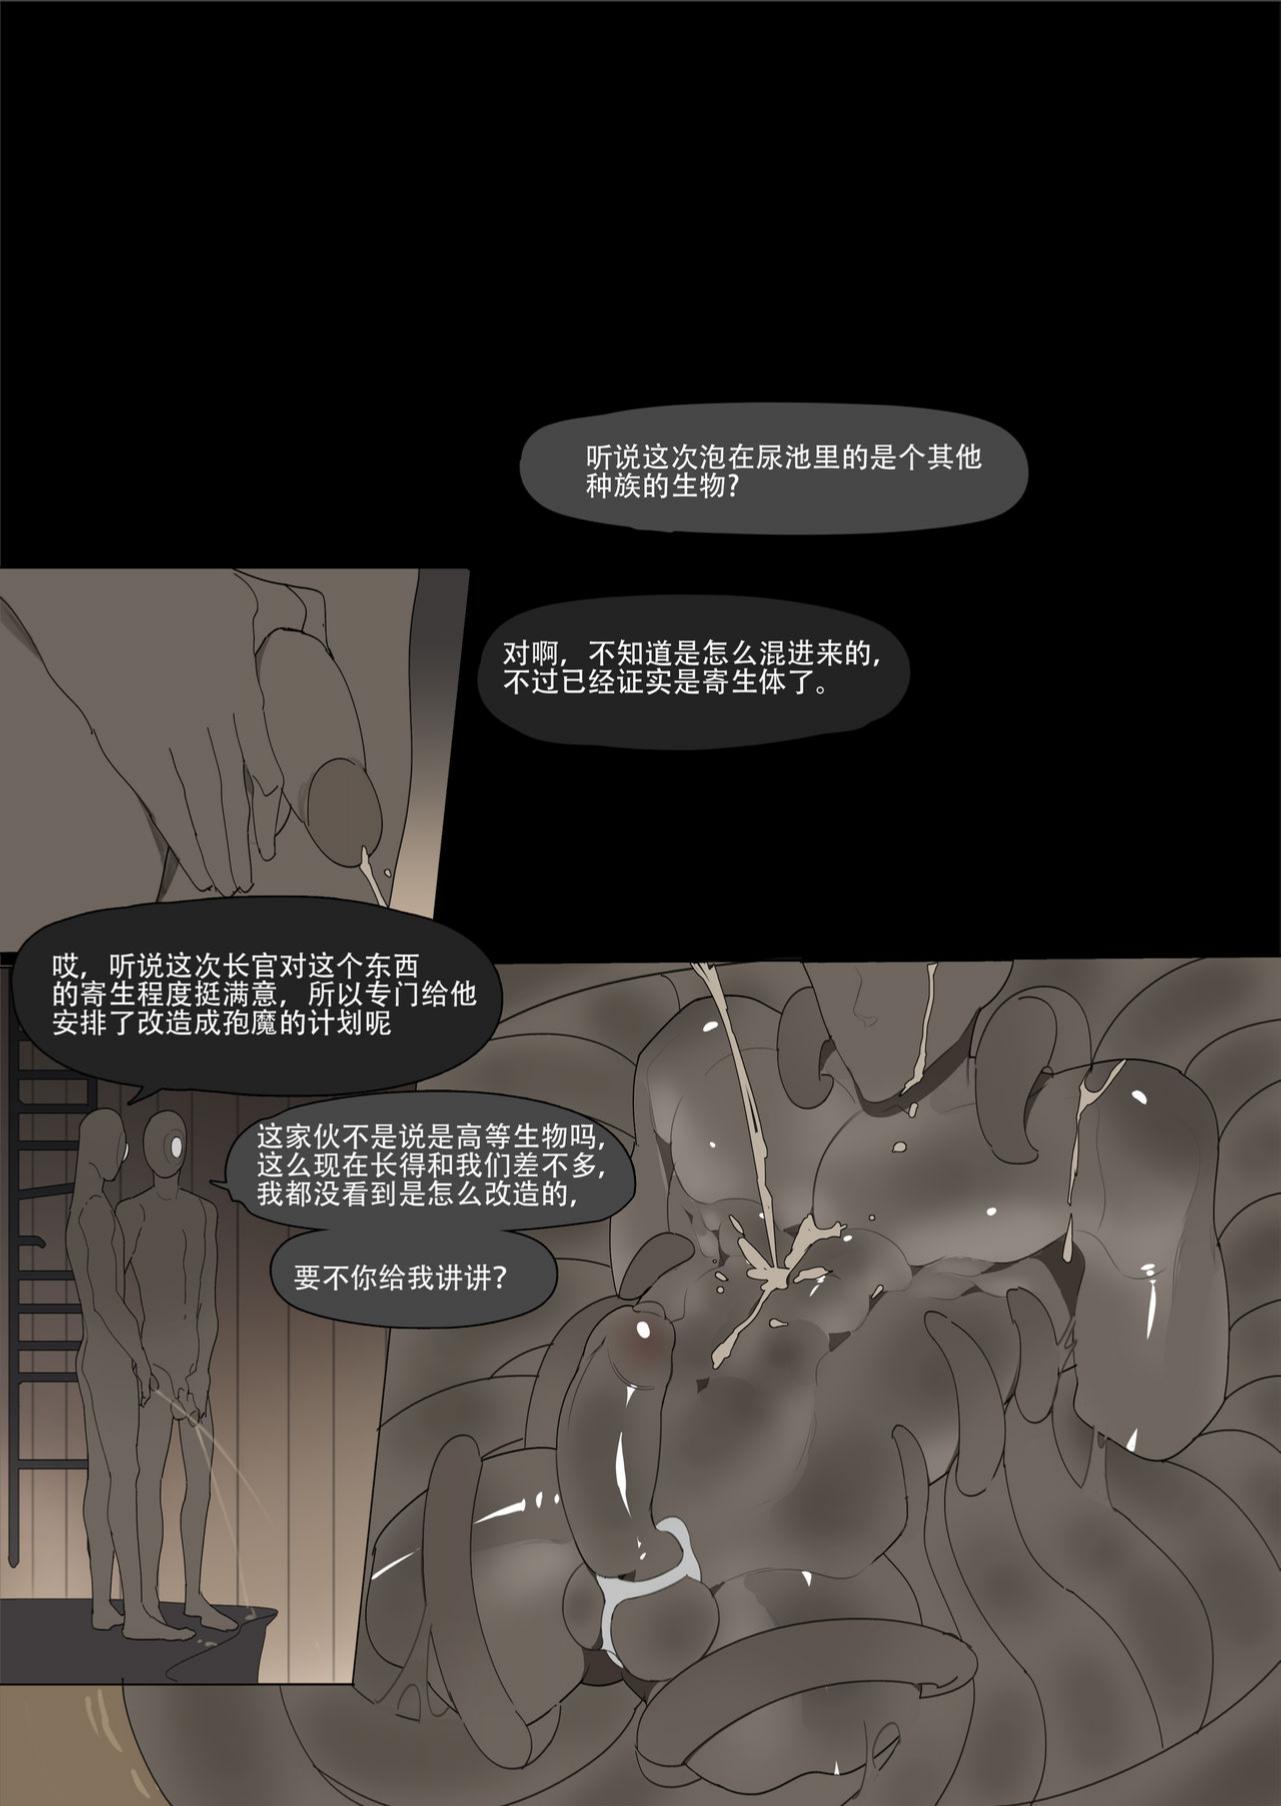 听说这次泡在尿池里的是个其他
种族的生物?
对啊, 不知道是怎么混进来的,
不过已经证实是寄生体了。
哎, 听说这次长官对这个东西
的寄生程度挺满意, 所以专门给他
安排了改造成孢魔的计划呢
这家伙不是说是高等生物吗,
这么现在长得和我们差不多,
我都没看到是怎么改造的,
要不你给我讲讲?